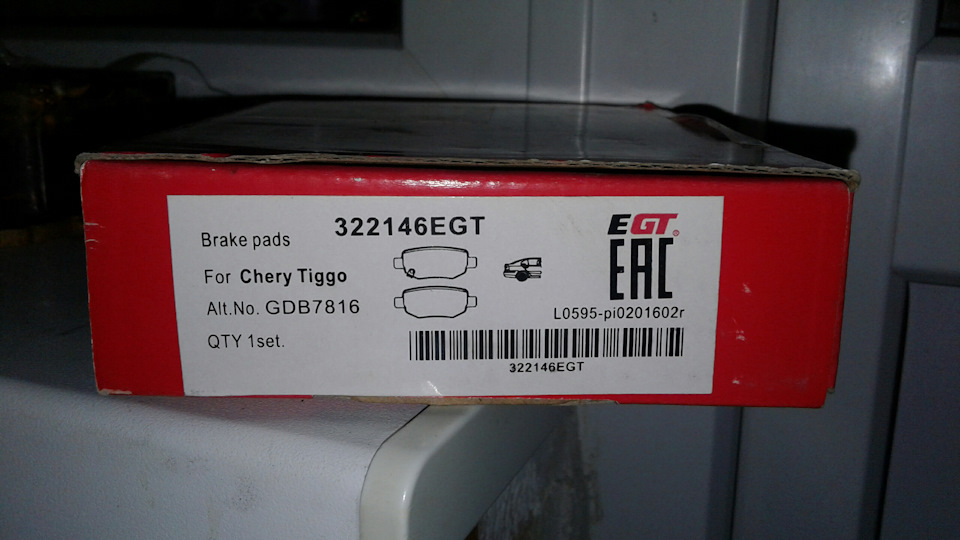 Brake pads
322146EGT
For Chery Tiggo
Alt.No. GDB7816
QTY 1set.
EGT®
EAC
L0595-pi0201602r
322146EGT